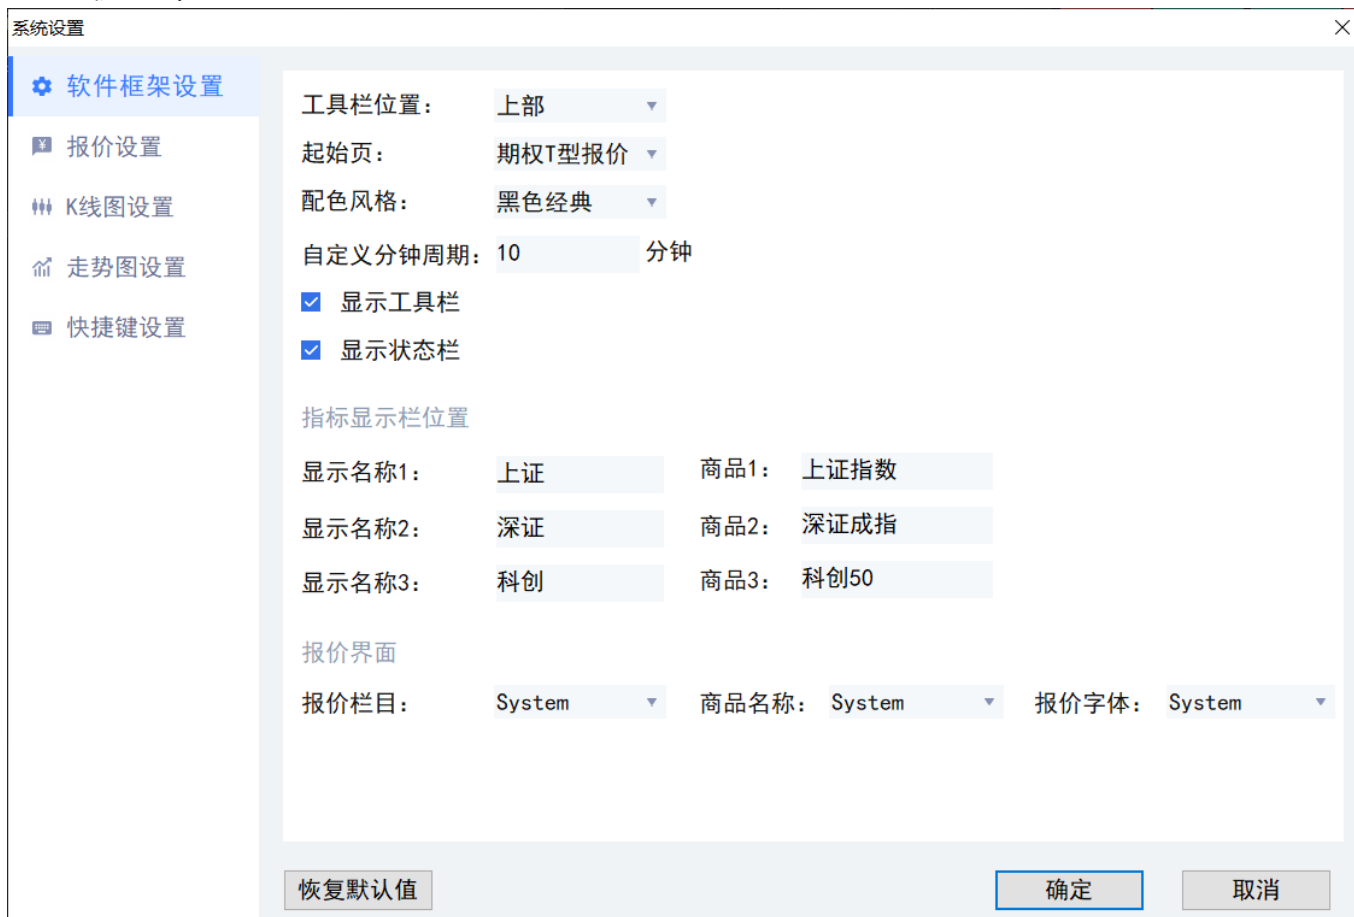 系统设置
软件框架设置
报价设置
K线图设置
走势图设置
快捷键设置
工具栏位置： 上部
起始页： 期权T型报价
配色风格： 黑色经典
自定义分钟周期： 10 分钟
显示工具栏
显示状态栏
指标显示栏位置
显示名称1： 上证 商品1： 上证指数
显示名称2： 深证 商品2： 深证成指
显示名称3： 科创 商品3： 科创50
报价界面
报价栏目： System 商品名称： System 报价字体： System
恢复默认值 确定 取消